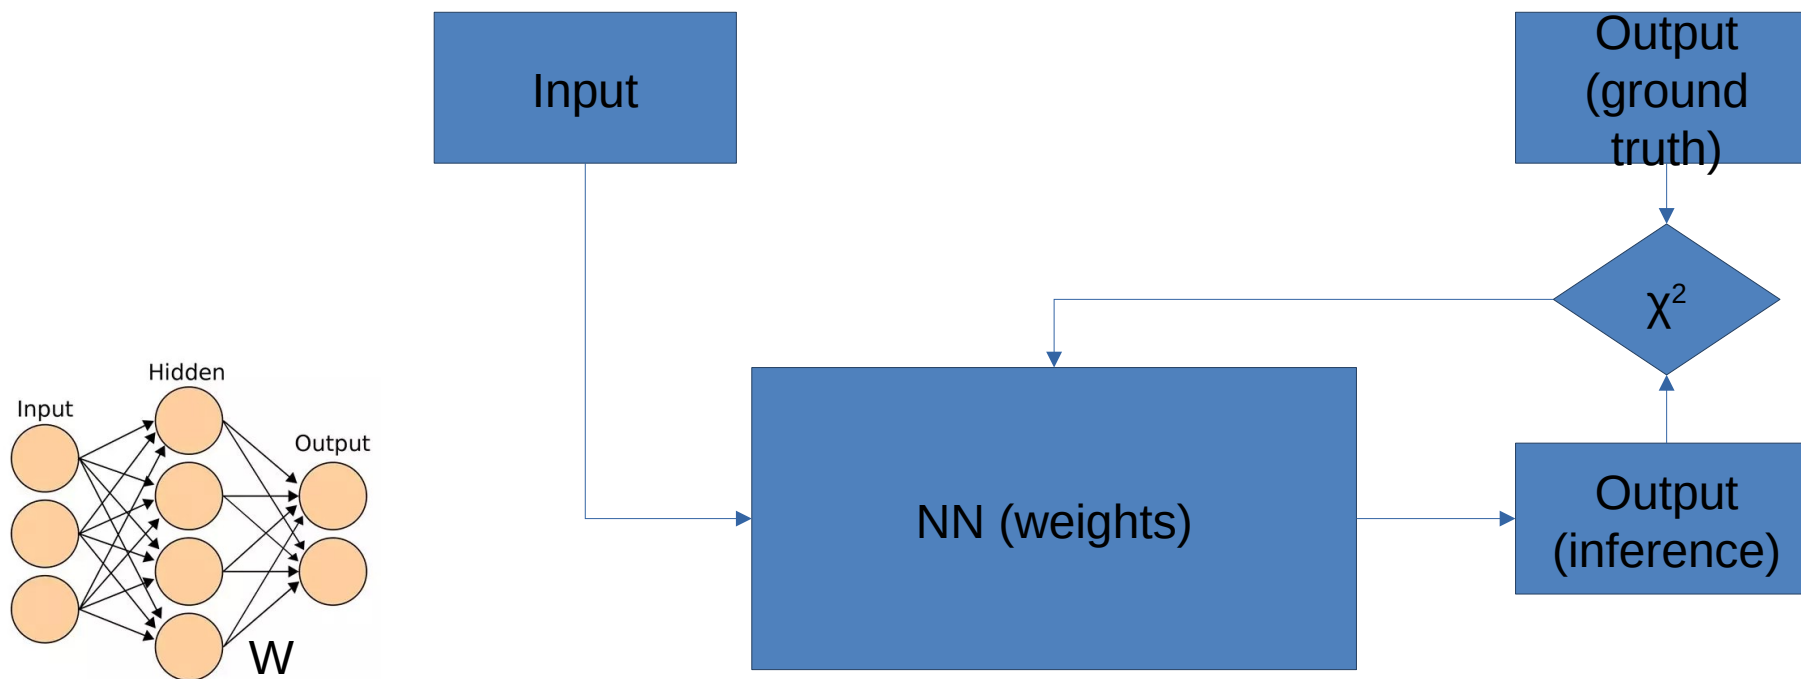 Input
Output
(ground
truth)
χ²
Hidden
Input
Output
W
NN (weights)
Output
(inference)